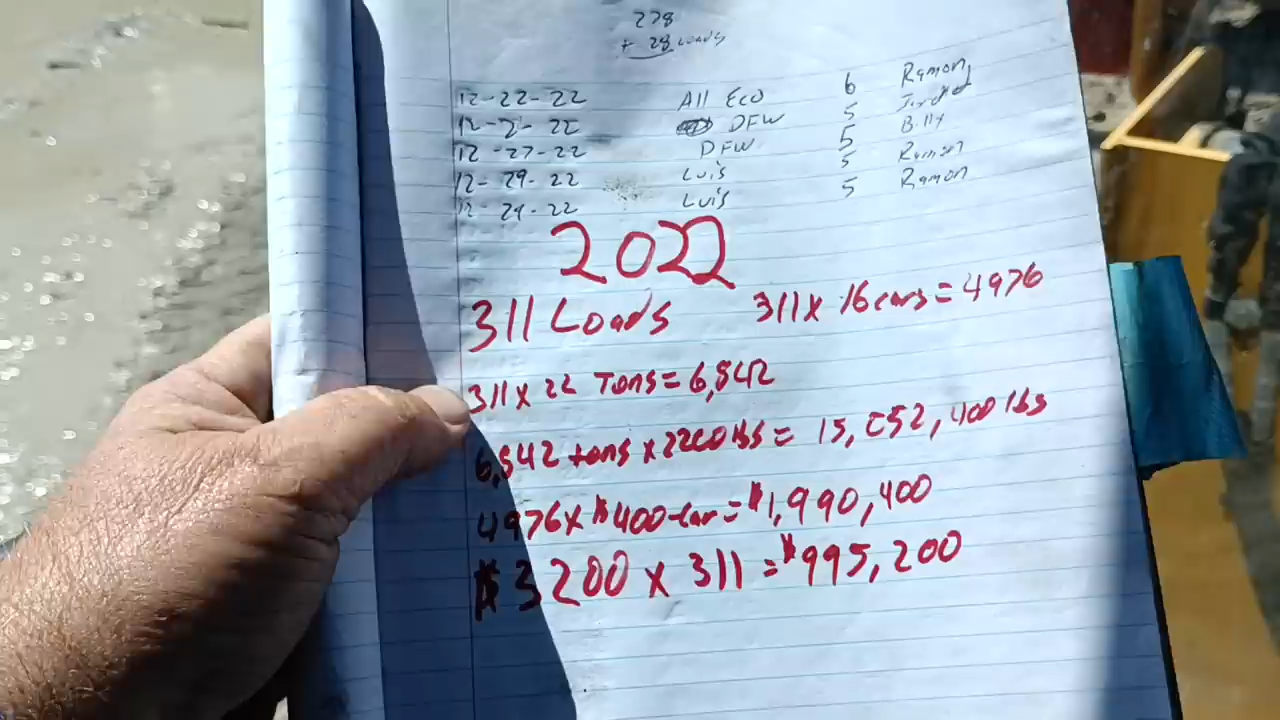 278
+ 28 Loads
12-22-22 All Eco 6 Ramon
12-2-22 DFW 5
12-27-22 DFW 5 Billy
12-29-22 Luis 5 Ramon
12-29-22 Luis 5 Ramon
2022
311 Loads 311 x 16 cars = 4976
311 x 22 Tons = 6,842
6,842 tons x 2200 lbs = 15,052,400 lbs
4976 x $400-car = $1,990,400
$3200 x 311 = $995,200